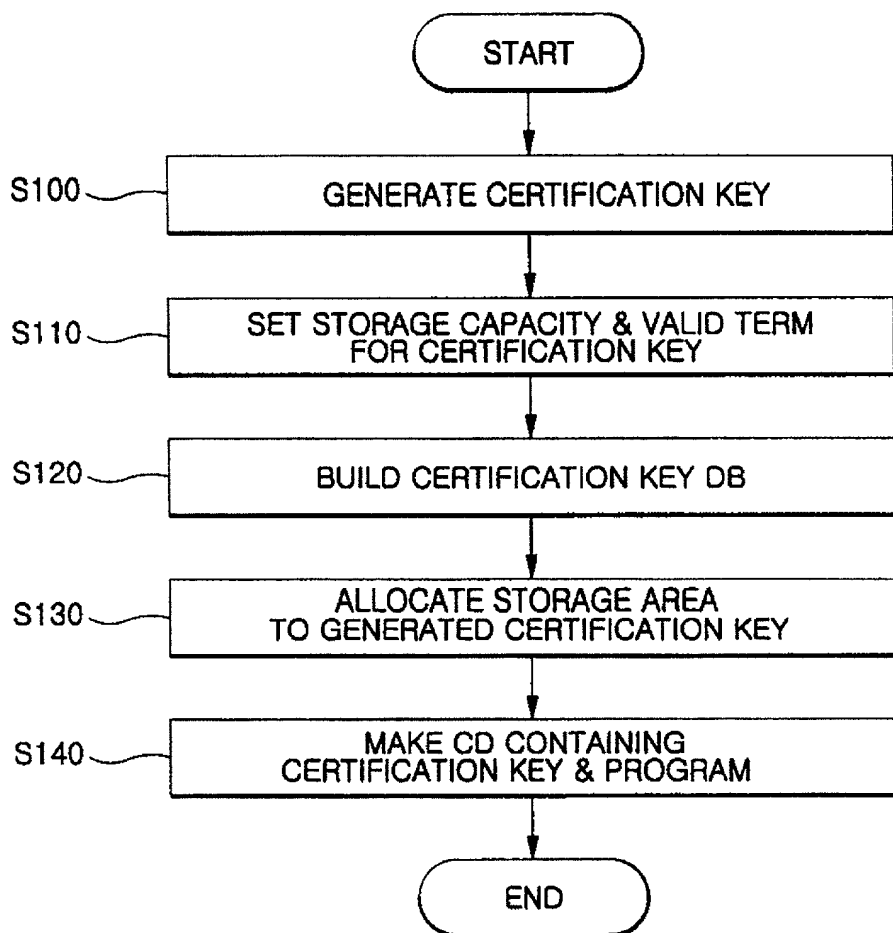 START
S100
GENERATE CERTIFICATION KEY
S110
SET STORAGE CAPACITY & VALID TERM
FOR CERTIFICATION KEY
S120
BUILD CERTIFICATION KEY DB
S130
ALLOCATE STORAGE AREA
TO GENERATED CERTIFICATION KEY
S140
MAKE CD CONTAINING
CERTIFICATION KEY & PROGRAM
END